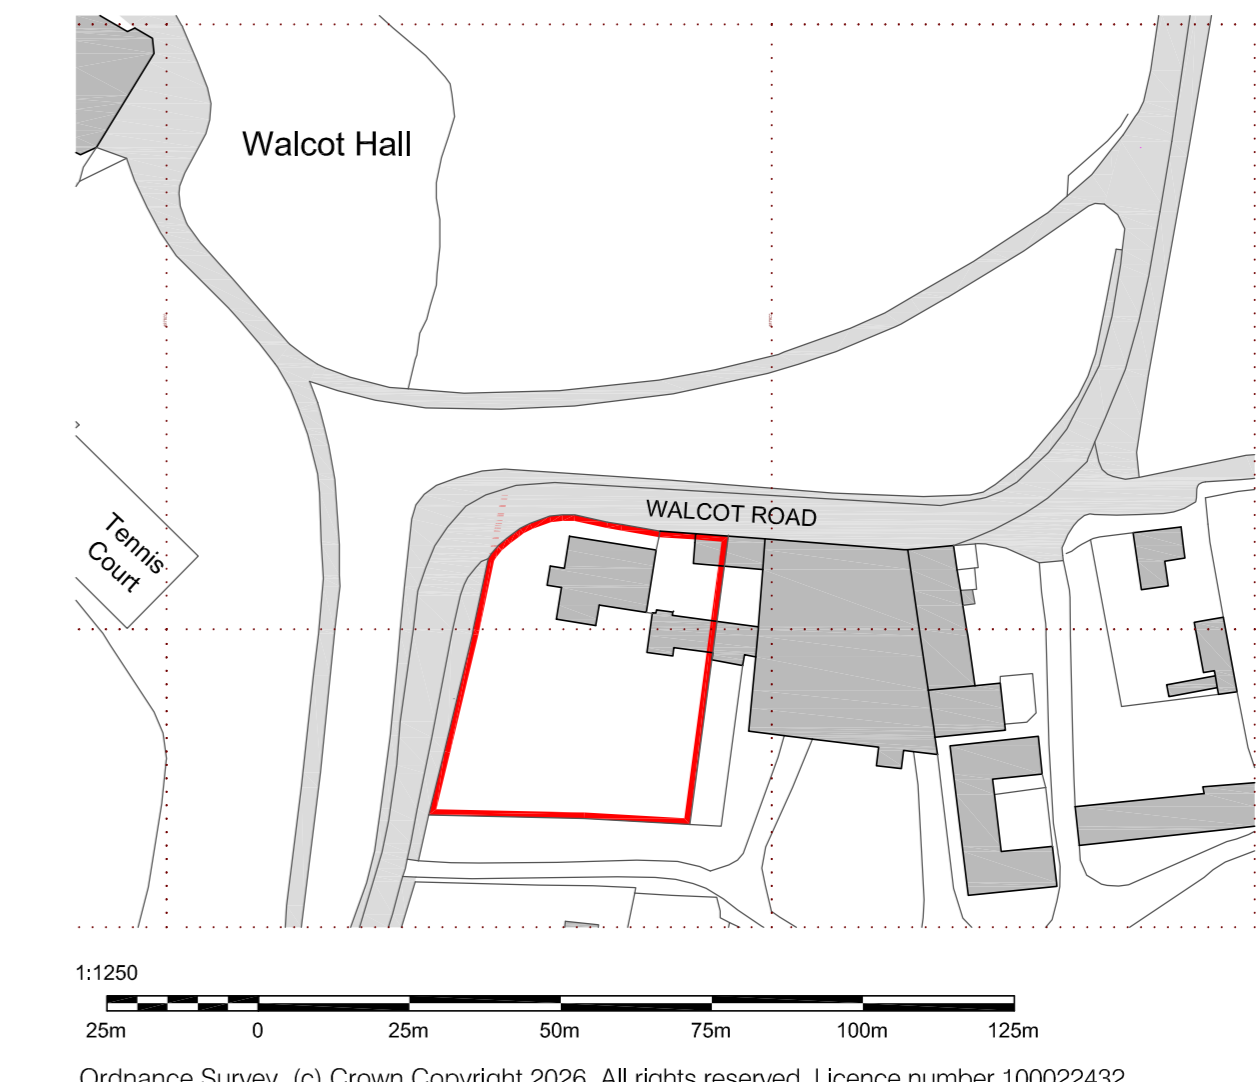 Walcot Hall
WALCOT ROAD
Tennis
Court
1:1250
25m 0 25m 50m 75m 100m 125m
Ordnance Survey, (c) Crown Copyright 2026. All rights reserved. Licence number 100022432